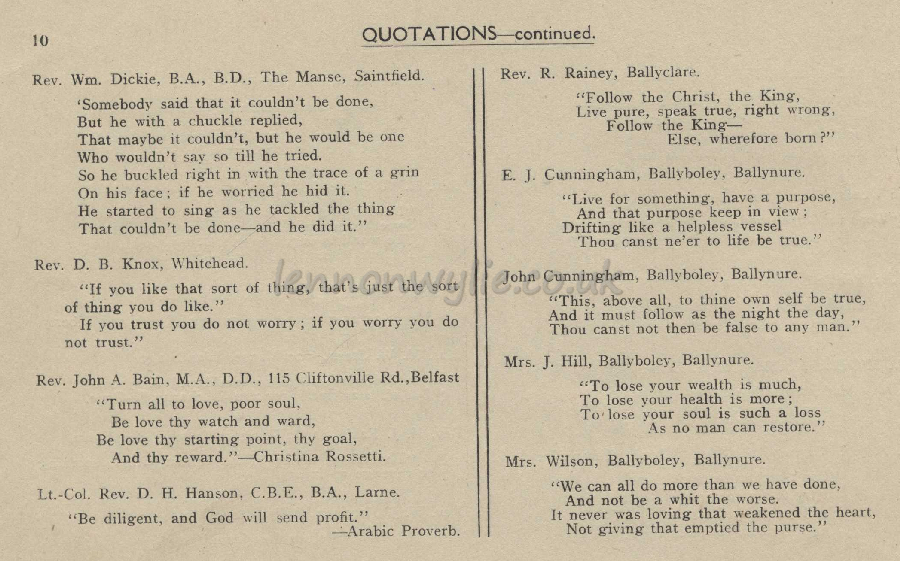 10
QUOTATIONS—continued.
Rev. Wm. Dickie, B.A., B.D., The Manse, Saintfield.
'Somebody said that it couldn't be done,
But he with a chuckle replied,
That maybe it couldn't, but he would be one
Who wouldn't say so till he tried.
So he buckled right in with the trace of a grin
On his face; if he worried he hid it.
He started to sing as he tackled the thing
That couldn't be done—and he did it."
Rev. D. B. Knox, Whitehead.
"If you like that sort of thing, that's just the sort
of thing you do like."
If you trust you do not worry; if you worry you do
not trust."
Rev. John A. Bain, M.A., D.D., 115 Cliftonville Rd.,Belfast
"Turn all to love, poor soul,
Be love thy watch and ward,
Be love thy starting point, thy goal,
And thy reward."—Christina Rossetti.
Lt.-Col. Rev. D. H. Hanson, C.B.E., B.A., Larne.
"Be diligent, and God will send profit."
—Arabic Proverb.
Rev. R. Rainey, Ballyclare.
"Follow the Christ, the King,
Live pure, speak true, right wrong,
Follow the King—
Else, wherefore born?"
E. J. Cunningham, Ballyboley, Ballynure.
"Live for something, have a purpose,
And that purpose keep in view;
Drifting like a helpless vessel
Thou canst ne'er to life be true."
John Cunningham, Ballyboley, Ballynure.
"This, above all, to thine own self be true,
And it must follow as the night the day,
Thou canst not then be false to any man."
Mrs. J. Hill, Ballyboley, Ballynure.
"To lose your wealth is much,
To lose your health is more;
To lose your soul is such a loss
As no man can restore."
Mrs. Wilson, Ballyboley, Ballynure.
"We can all do more than we have done,
And not be a whit the worse.
It never was loving that weakened the heart,
Not giving that emptied the purse."
lennonwylie.co.uk